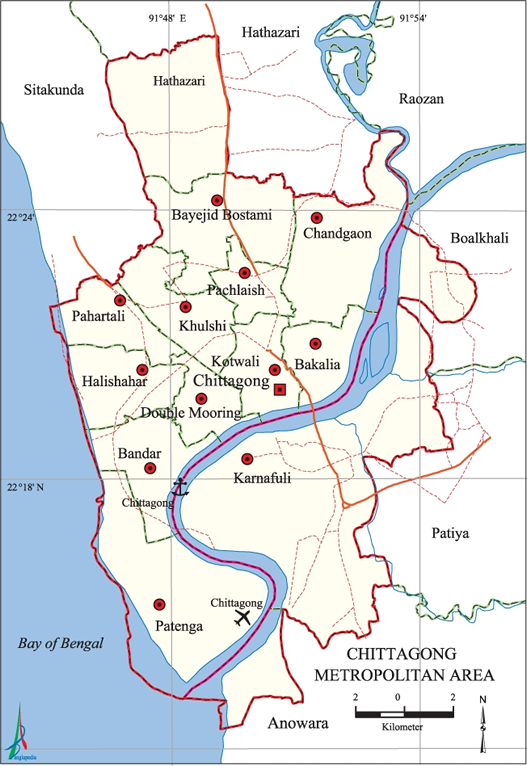 91°48' E
91°54'
Hathazari
Hathazari
Sitakunda
Raozan
22°24'
Bayejid Bostami
Chandgaon
Boalkhali
Pachlaish
Pahartali
Khulshi
Kotwali
Bakalia
Halishahar
Chittagong
Double Mooring
Bandar
Karnafuli
22°18' N
Chittagong
Patiya
Chittagong
Patenga
Bay of Bengal
CHITTAGONG
METROPOLITAN AREA
2 0 2
Kilometer
N
Anowara
Banglapedia